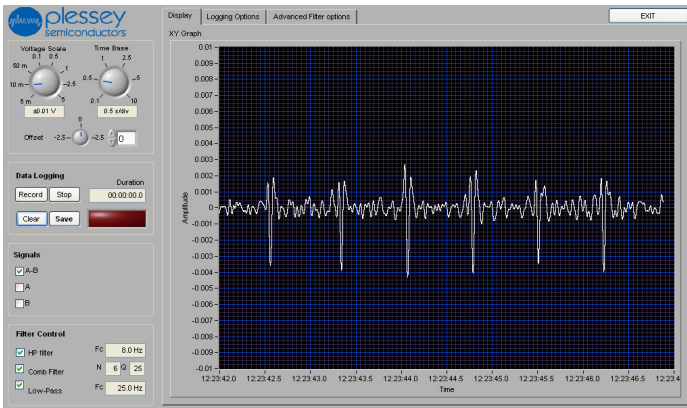 plessey
semiconductors
Display
Logging Options
Advanced Filter options
EXIT
XY Graph
Voltage Scale
Time Base
0.1 0.5
1 2.5
50 m
1
0.5
5
10 m
2.5
5 m
5
0.1
10
±0.01 V
0.5 s/div
0
Offset
-2.5
2.5
0
Data Logging
Duration
Record
Stop
00:00:00.0
Clear
Save
Signals
A-B
A
B
Filter Control
HP filter
Fc
8.0 Hz
Comb Filter
N
6
Q
25
Low-Pass
Fc
25.0 Hz
Amplitude
0.01
0.009
0.008
0.007
0.006
0.005
0.004
0.003
0.002
0.001
0
-0.001
-0.002
-0.003
-0.004
-0.005
-0.006
-0.007
-0.008
-0.009
-0.01
12:23:42.0 12:23:42.5 12:23:43.0 12:23:43.5 12:23:44.0 12:23:44.5 12:23:45.0 12:23:45.5 12:23:46.0 12:23:46.5 12:23:4
Time